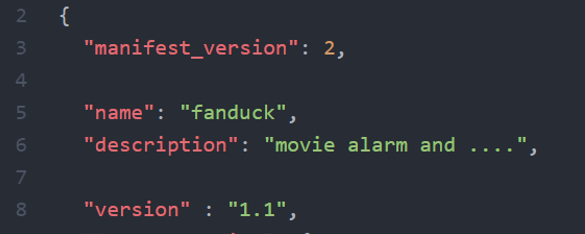 2 {
3 "manifest_version": 2,
4
5 "name": "fanduck",
6 "description": "movie alarm and ....",
7
8 "version" : "1.1",